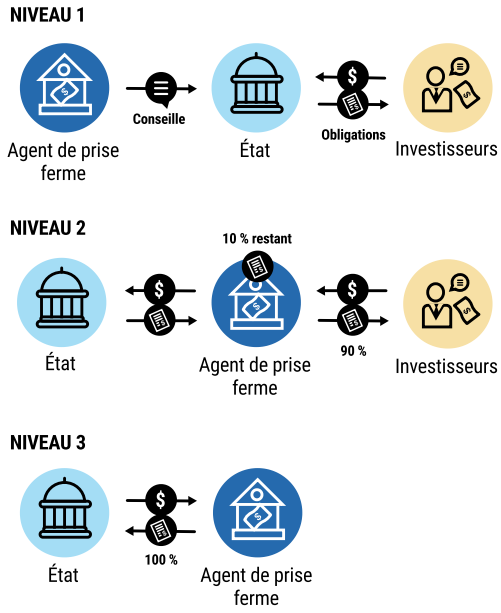 NIVEAU 1
Conseille
Obligations
Agent de prise
ferme
État
Investisseurs
NIVEAU 2
10 % restant
90 %
État
Agent de prise
ferme
Investisseurs
NIVEAU 3
100 %
État
Agent de prise
ferme